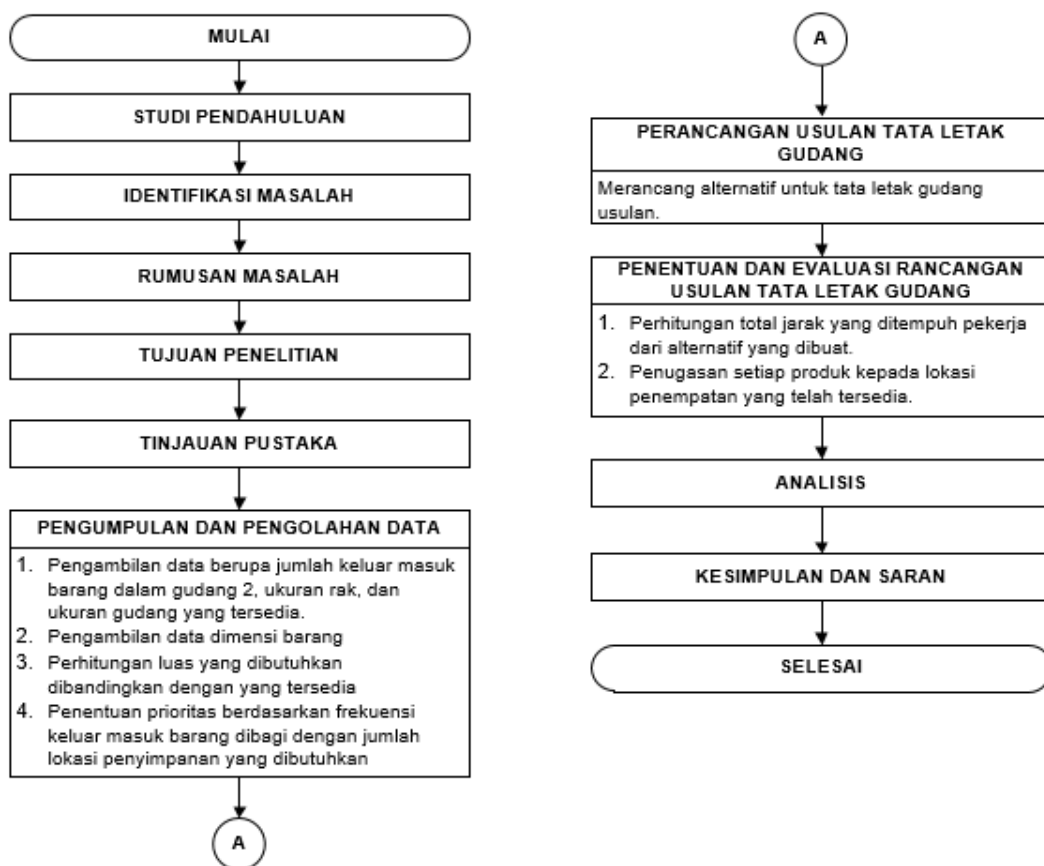 MULAI
STUDI PENDAHULUAN
IDENTIFIKASI MASALAH
RUMUSAN MASALAH
TUJUAN PENELITIAN
TINJAUAN PUSTAKA
PENGUMPULAN DAN PENGOLAHAN DATA
1. Pengambilan data berupa jumlah keluar masuk
barang dalam gudang 2, ukuran rak, dan
ukuran gudang yang tersedia.
2. Pengambilan data dimensi barang
3. Perhitungan luas yang dibutuhkan
dibandingkan dengan yang tersedia
4. Penentuan prioritas berdasarkan frekuensi
keluar masuk barang dibagi dengan jumlah
lokasi penyimpanan yang dibutuhkan
A
A
PERANCANGAN USULAN TATA LETAK
GUDANG
Merancang alternatif untuk tata letak gudang
usulan.
PENENTUAN DAN EVALUASI RANCANGAN
USULAN TATA LETAK GUDANG
1. Perhitungan total jarak yang ditempuh pekerja
dari alternatif yang dibuat.
2. Penugasan setiap produk kepada lokasi
penempatan yang telah tersedia.
ANALISIS
KESIMPULAN DAN SARAN
SELESAI